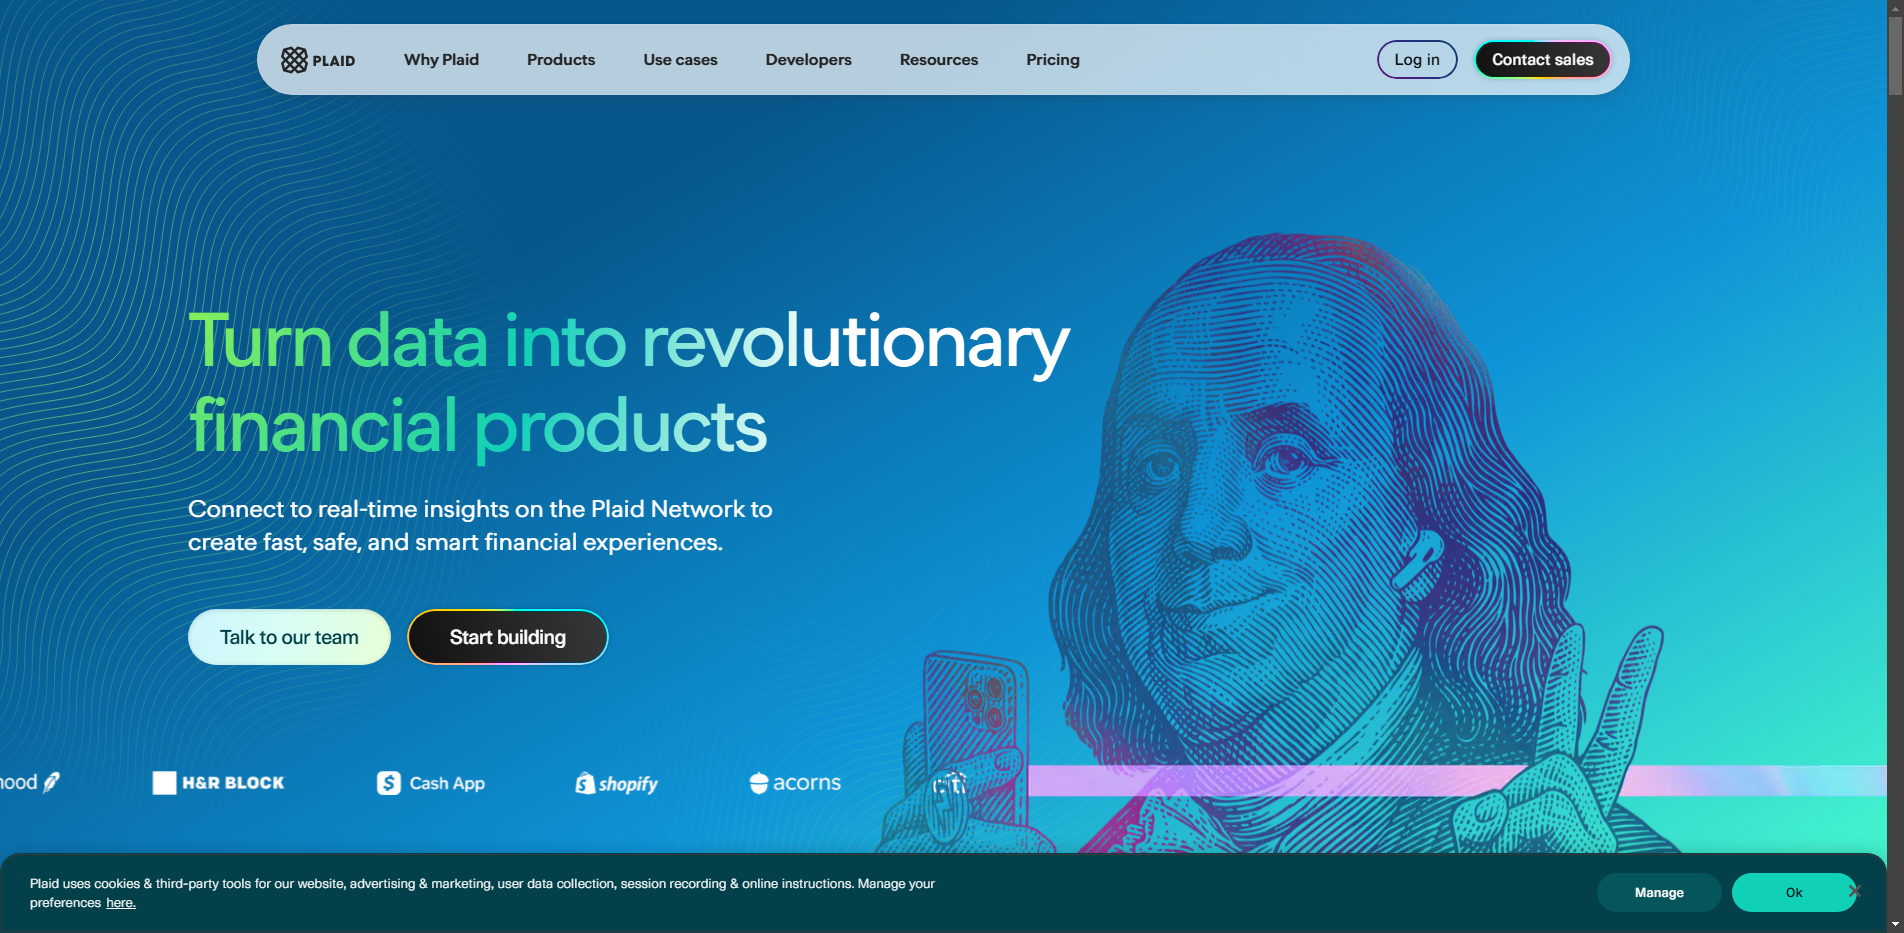 PLAID
Why Plaid
Products
Use cases
Developers
Resources
Pricing
Log in
Contact sales
Turn data into revolutionary
financial products
Connect to real-time insights on the Plaid Network to
create fast, safe, and smart financial experiences.
Talk to our team
Start building
H&R BLOCK
Cash App
shopify
acorns
citi
Plaid uses cookies & third-party tools for our website, advertising & marketing, user data collection, session recording & online instructions. Manage your
preferences here.
Manage
Ok